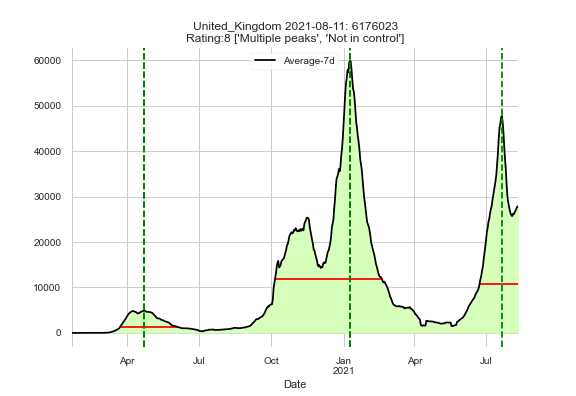 United_Kingdom 2021-08-11: 6176023
Rating:8 ['Multiple peaks', 'Not in control']
Average-7d
60000
50000
40000
30000
20000
10000
0
Apr Jul Oct Jan Apr Jul
2021
Date